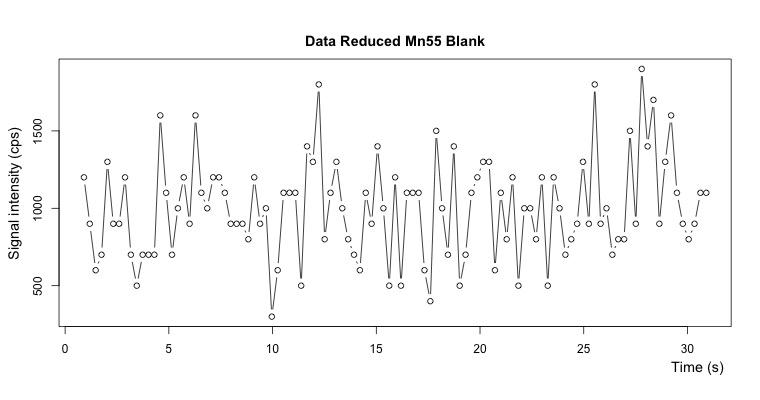 Data Reduced Mn55 Blank
Signal intensity (cps)
1500
1000
500
0 5 10 15 20 25 30
Time (s)